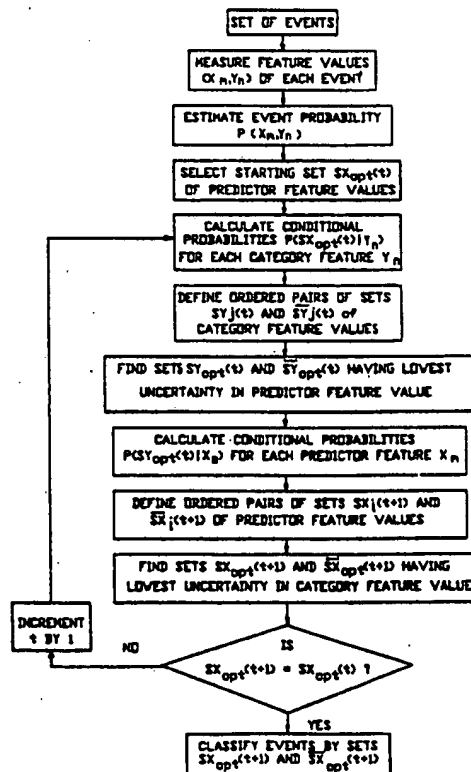 SET OF EVENTS
MEASURE FEATURE VALUES
(Xm,Yn) OF EACH EVENT
ESTIMATE EVENT PROBABILITY
P(Xm,Yn)
SELECT STARTING SET SXopt(t)
OF PREDICTOR FEATURE VALUES
CALCULATE CONDITIONAL
PROBABILITIES P(SXopt(t)|Yn)
FOR EACH CATEGORY FEATURE Yn
DEFINE ORDERED PAIRS OF SETS
SYj(t) AND S̅Y̅j(t) of
CATEGORY FEATURE VALUES
FIND SETS SYopt(t) AND S̅Y̅opt(t) HAVING LOWEST
UNCERTAINTY IN PREDICTOR FEATURE VALUE
CALCULATE CONDITIONAL PROBABILITIES
P(SYopt(t)|Xm) FOR EACH PREDICTOR FEATURE Xm
DEFINE ORDERED PAIRS OF SETS SXi(t+1) AND
S̅X̅i(t+1) OF PREDICTOR FEATURE VALUES
FIND SETS SXopt(t+1) AND S̅X̅opt(t+1) HAVING
LOWEST UNCERTAINTY IN CATEGORY FEATURE VALUE
INCREMENT
t BY 1
NO
IS
SXopt(t+1) = SXopt(t) ?
YES
CLASSIFY EVENTS BY SETS
SXopt(t+1) AND S̅X̅opt(t+1)